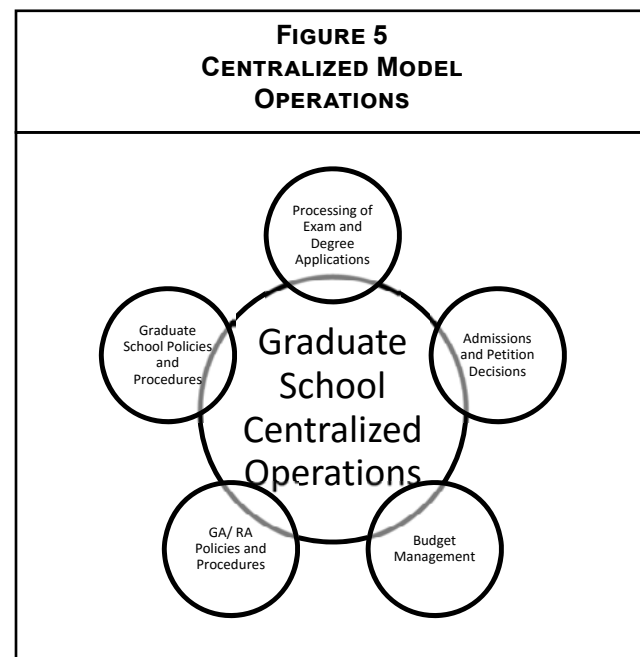 FIGURE 5
CENTRALIZED MODEL
OPERATIONS
Processing of
Exam and
Degree
Applications
Graduate
School Policies
and
Procedures
Graduate
School
Centralized
Operations
Admissions
and Petition
Decisions
GA/ RA
Policies and
Procedures
Budget
Management